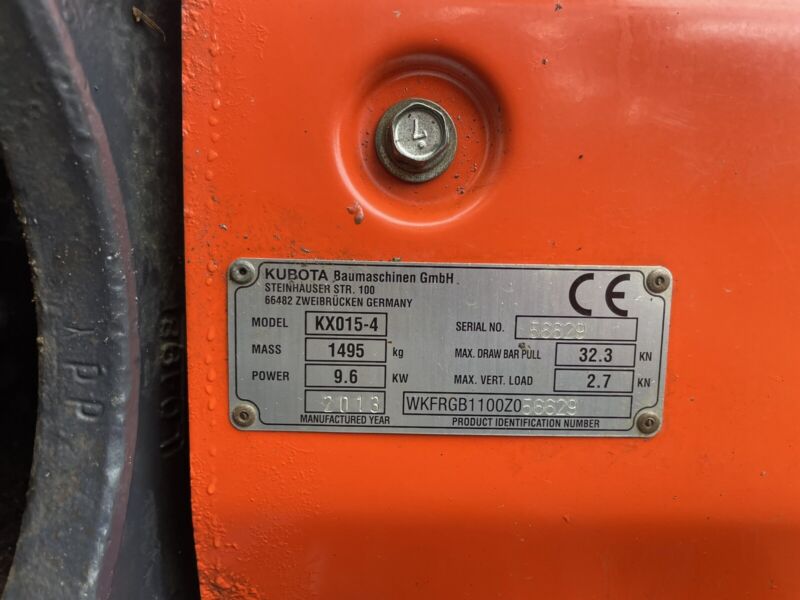 4
KUBOTA Baumaschinen GmbH
STEINHAUSER STR. 100
66482 ZWEIBRÜCKEN GERMANY
CE
MODEL KX015-4 SERIAL NO. 56629
MASS 1495 kg MAX. DRAW BAR PULL 32.3 KN
POWER 9.6 KW MAX. VERT. LOAD 2.7 KN
2013 WKFRGB1100Z056629
MANUFACTURED YEAR PRODUCT IDENTIFICATION NUMBER